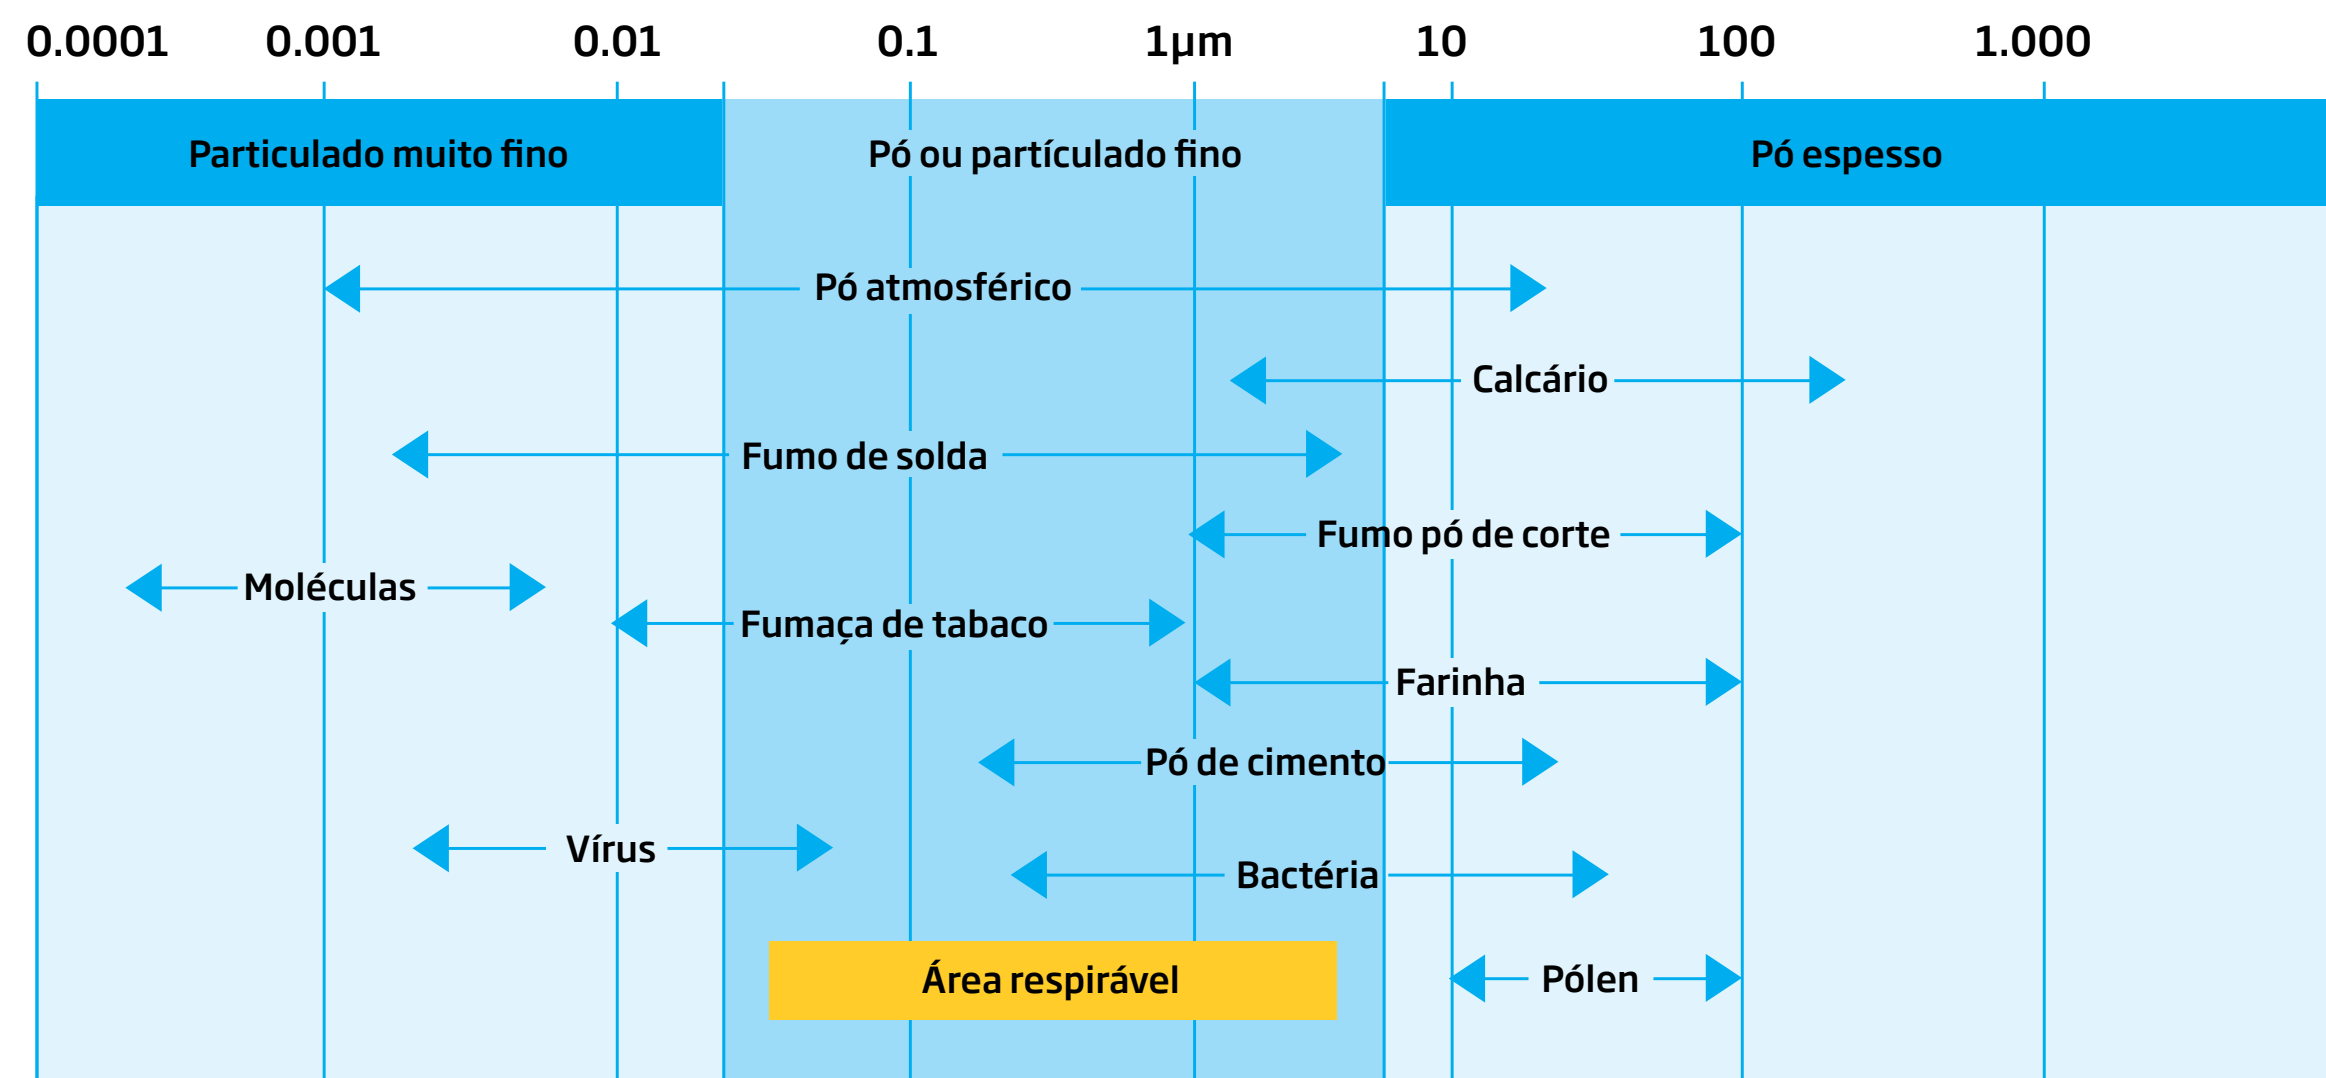 0.0001 0.001 0.01 0.1 1µm 10 100 1.000
Particulado muito fino Pó ou partículado fino Pó espesso
Pó atmosférico
Calcário
Fumo de solda
Fumo pó de corte
Moléculas
Fumaça de tabaco
Farinha
Pó de cimento
Vírus
Bactéria
Área respirável Pólen